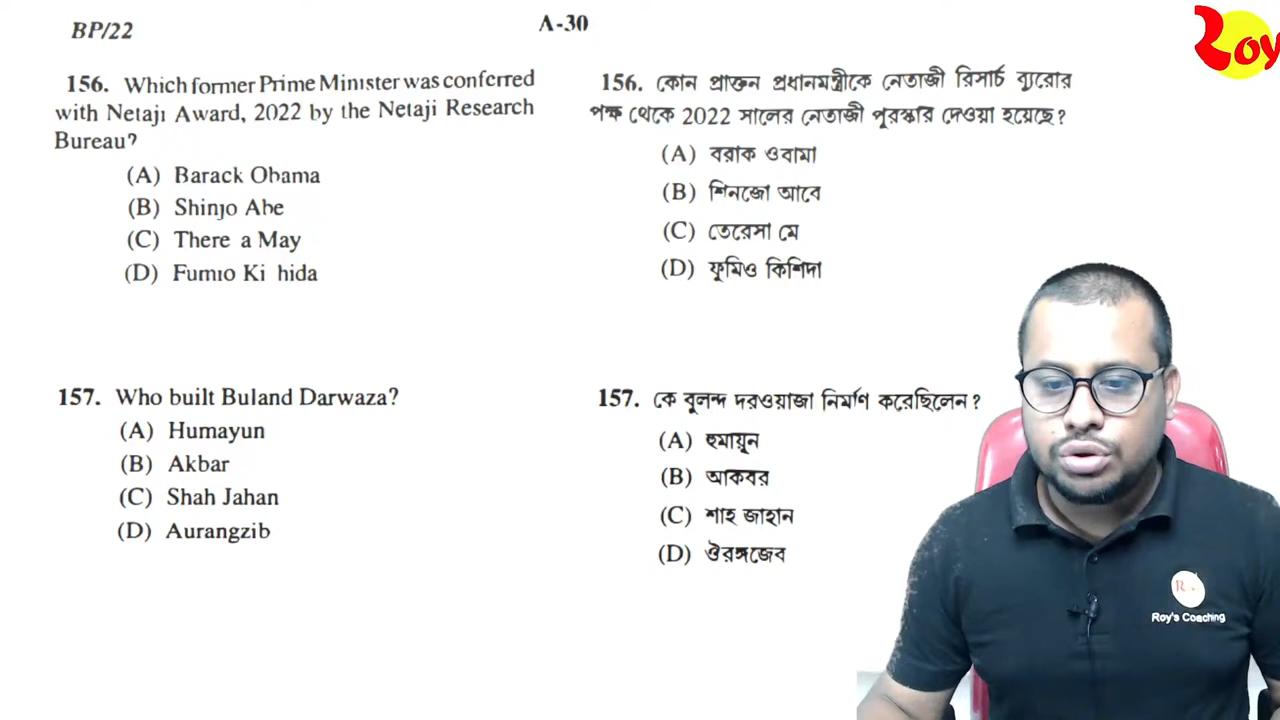 BP/22
A-30
Roy
156. Which former Prime Minister was conferred
with Netaji Award, 2022 by the Netaji Research
Bureau?
(A) Barack Obama
(B) Shinjo Abe
(C) There a May
(D) Fumio Ki hida
156. কোন প্রাক্তন প্রধানমন্ত্রীকে নেতাজী রিসার্চ ব্যুরোর
পক্ষ থেকে 2022 সালের নেতাজী পুরস্কার দেওয়া হয়েছে?
(A) বরাক ওবামা
(B) শিনজো আবে
(C) তেরেসা মে
(D) ফুমিও কিশিদা
157. Who built Buland Darwaza?
(A) Humayun
(B) Akbar
(C) Shah Jahan
(D) Aurangzib
157. কে বুলন্দ দরওয়াজা নির্মাণ করেছিলেন?
(A) হুমায়ূন
(B) আকবর
(C) শাহ জাহান
(D) ঔরঙ্গজেব
Roy's Coaching